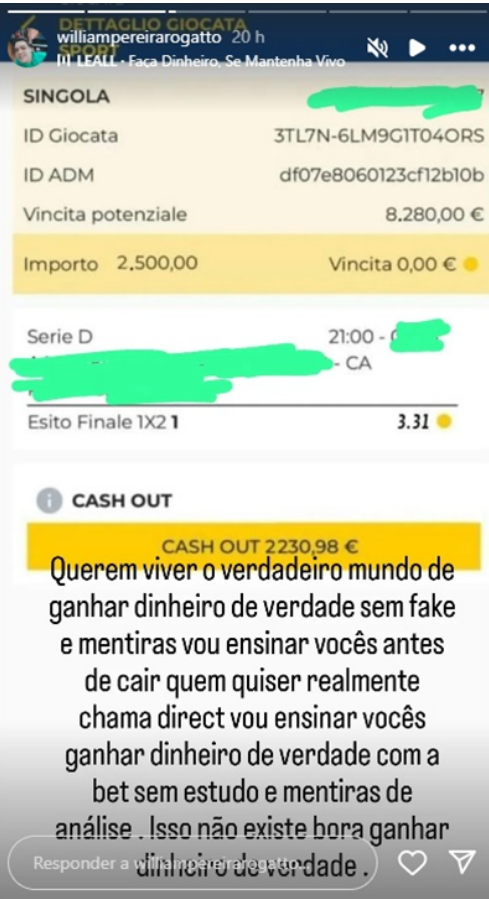 DETTAGLIO GIOCATA
williampereirarogatto 20 h
SPORT
LEALL · Faça Dinheiro, Se Mantenha Vivo
SINGOLA
ID Giocata 3TL7N-6LM9G1T04ORS
ID ADM df07e8060123cf12b10b
Vincita potenziale 8.280,00 €
Importo 2.500,00 Vincita 0,00 €
Serie D 21:00 -
- CA
Esito Finale 1X2 1 3.31
CASH OUT
CASH OUT 2230,98 €
Querem viver o verdadeiro mundo de
ganhar dinheiro de verdade sem fake
e mentiras vou ensinar vocês antes
de cair quem quiser realmente
chama direct vou ensinar vocês
ganhar dinheiro de verdade com a
bet sem estudo e mentiras de
análise . Isso não existe bora ganhar
dinheiro de verdade .
Responder a williampereirarogatto...